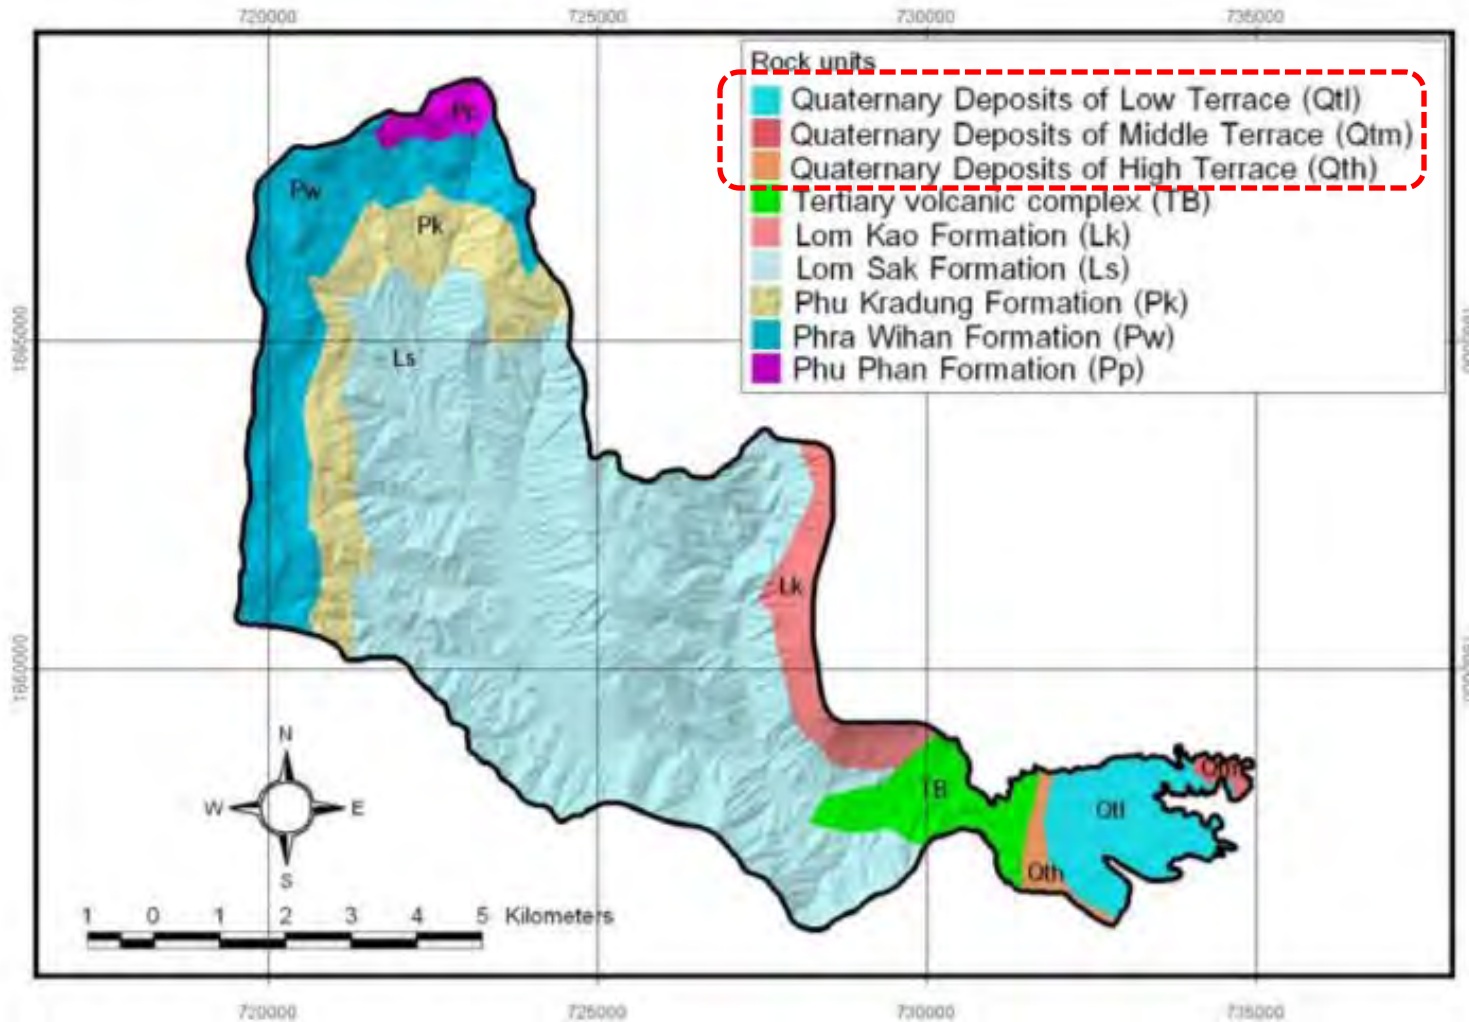 720000 725000 730000 735000
Rock units
Quaternary Deposits of Low Terrace (Qtl)
Quaternary Deposits of Middle Terrace (Qtm)
Quaternary Deposits of High Terrace (Qth)
Tertiary volcanic complex (TB)
Lom Kao Formation (Lk)
Lom Sak Formation (Ls)
Phu Kradung Formation (Pk)
Phra Wihan Formation (Pw)
Phu Phan Formation (Pp)
Pp
Pw
Pk
Ls
Lk
TB
Qtl
Qth
N
W E
S
1 0 1 2 3 4 5 Kilometers
720000 725000 730000 735000